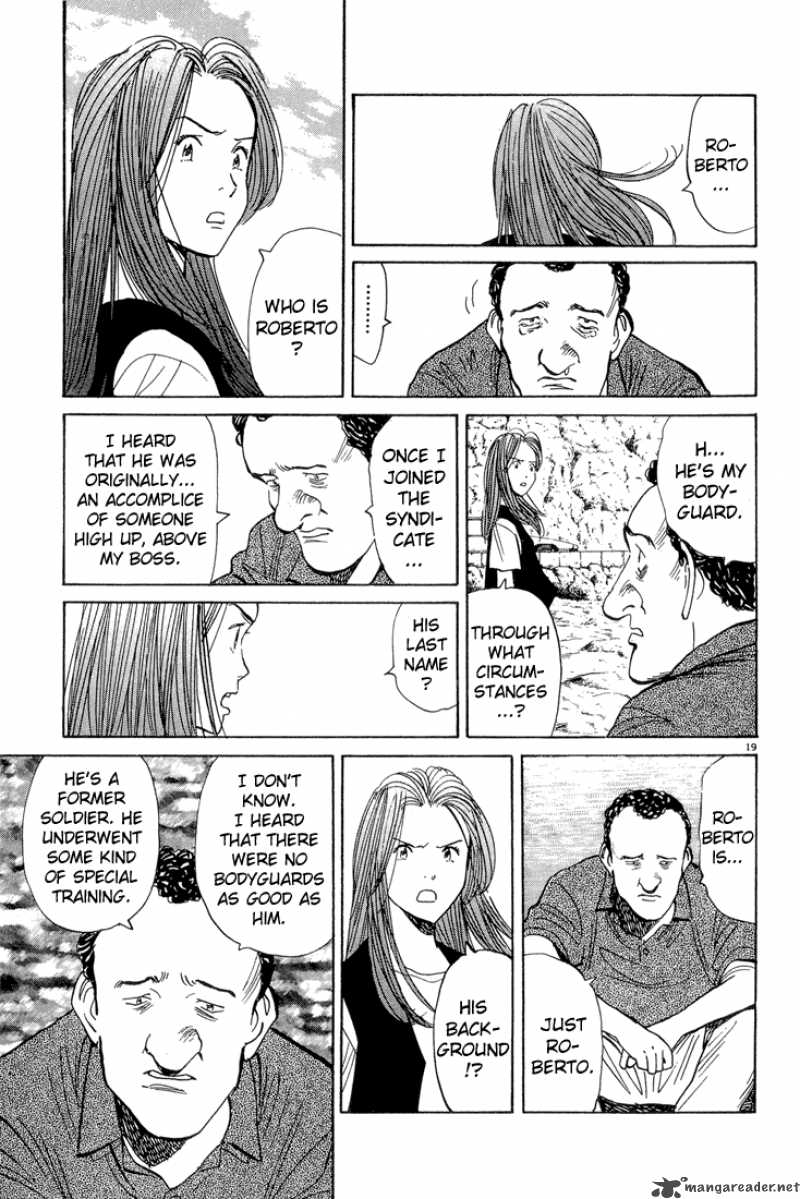 RO-
BERTO
...
WHO IS
ROBERTO
?
........
H...
HE'S MY
BODY-
GUARD.
THROUGH
WHAT
CIRCUM-
STANCES
...?
ONCE I
JOINED
THE
SYNDI-
CATE
...
I HEARD
THAT HE WAS
ORIGINALLY...
AN ACCOMPLICE
OF SOMEONE
HIGH UP, ABOVE
MY BOSS.
HIS
LAST
NAME
?
19
RO-
BERTO
IS...
JUST
RO-
BERTO.
HIS
BACK-
GROUND
!?
I DON'T
KNOW.
I HEARD
THAT THERE
WERE NO
BODYGUARDS
AS GOOD AS
HIM.
HE'S A
FORMER
SOLDIER. HE
UNDERWENT
SOME KIND
OF SPECIAL
TRAINING.
mangareader.net